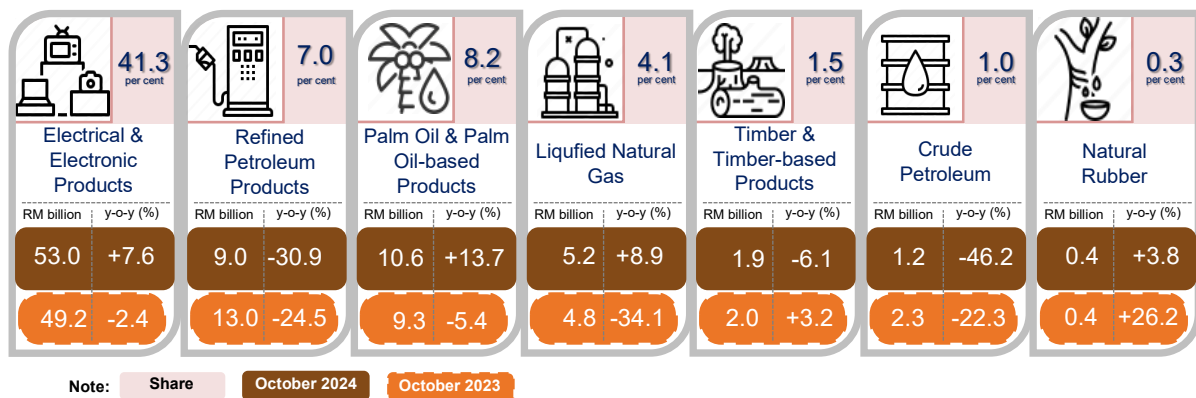 41.3
per cent
Electrical &
Electronic
Products
RM billion y-o-y (%)
53.0 +7.6
49.2 -2.4
7.0
per cent
Refined
Petroleum
Products
RM billion y-o-y (%)
9.0 -30.9
13.0 -24.5
8.2
per cent
Palm Oil & Palm
Oil-based
Products
RM billion y-o-y (%)
10.6 +13.7
9.3 -5.4
4.1
per cent
Liqufied Natural
Gas
RM billion y-o-y (%)
5.2 +8.9
4.8 -34.1
1.5
per cent
Timber &
Timber-based
Products
RM billion y-o-y (%)
1.9 -6.1
2.0 +3.2
1.0
per cent
Crude
Petroleum
RM billion y-o-y (%)
1.2 -46.2
2.3 -22.3
0.3
per cent
Natural
Rubber
RM billion y-o-y (%)
0.4 +3.8
0.4 +26.2
Note: Share October 2024 October 2023